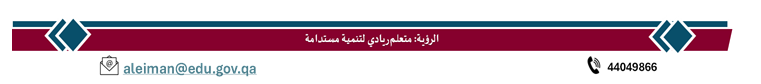 الرؤية: متعلم ريادي لتنمية مستدامة
aleiman@edu.gov.qa
44049866